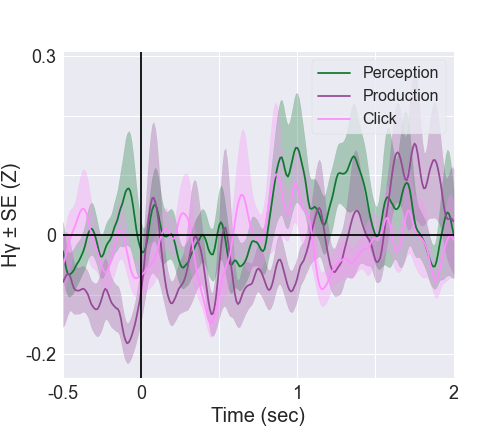 0.3
Perception
Production
Click
Hγ ± SE (Z)
0
-0.2
-0.5
0
1
2
Time (sec)